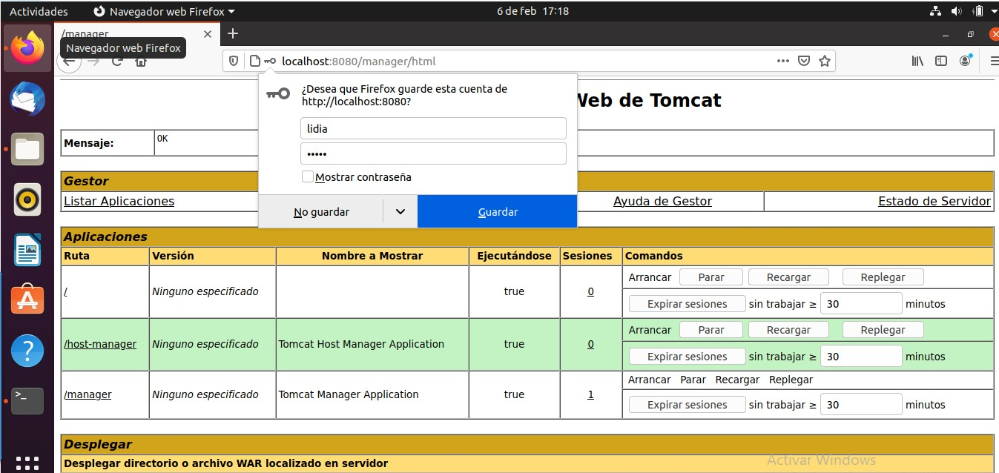 Actividades Navegador web Firefox 6 de feb 17:18
/manager
Navegador web Firefox
localhost:8080/manager/html
¿Desea que Firefox guarde esta cuenta de
http://localhost:8080?
lidia
•••••
Mostrar contraseña
No guardar Guardar
Web de Tomcat
Mensaje: OK
Gestor
Listar Aplicaciones Ayuda de Gestor Estado de Servidor
Aplicaciones
Ruta Versión Nombre a Mostrar Ejecutándose Sesiones Comandos
/ Ninguno especificado true 0
Arrancar Parar Recargar Replegar
Expirar sesiones sin trabajar ≥ 30 minutos
/host-manager Ninguno especificado Tomcat Host Manager Application true 0
Arrancar Parar Recargar Replegar
Expirar sesiones sin trabajar ≥ 30 minutos
/manager Ninguno especificado Tomcat Manager Application true 1
Arrancar Parar Recargar Replegar
Expirar sesiones sin trabajar ≥ 30 minutos
Desplegar
Desplegar directorio o archivo WAR localizado en servidor
Activar Windows